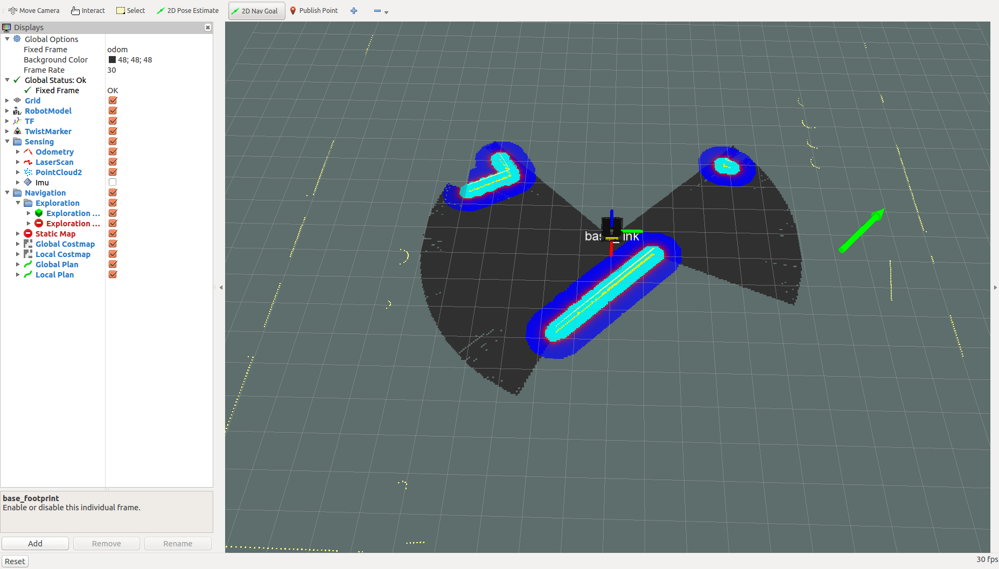 Move Camera Interact Select 2D Pose Estimate 2D Nav Goal Publish Point
Displays
Global Options
Fixed Frame odom
Background Color 48; 48; 48
Frame Rate 30
Global Status: Ok
Fixed Frame OK
Grid
RobotModel
TF
TwistMarker
Sensing
Odometry
LaserScan
PointCloud2
Imu
Navigation
Exploration
Exploration ...
Exploration ...
Static Map
Global Costmap
Local Costmap
Global Plan
Local Plan
bas ink
base_footprint
Enable or disable this individual frame.
Add Remove Rename
Reset
30 fps